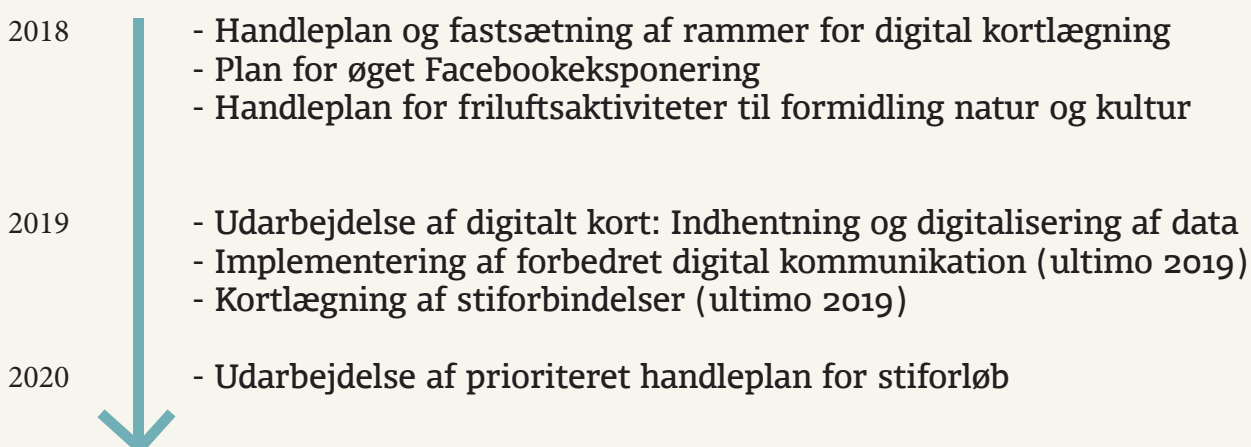 2018 - Handleplan og fastsætning af rammer for digital kortlægning
- Plan for øget Facebookeksponering
- Handleplan for friluftsaktiviteter til formidling natur og kultur
2019 - Udarbejdelse af digitalt kort: Indhentning og digitalisering af data
- Implementering af forbedret digital kommunikation (ultimo 2019)
- Kortlægning af stiforbindelser (ultimo 2019)
2020 - Udarbejdelse af prioriteret handleplan for stiforløb